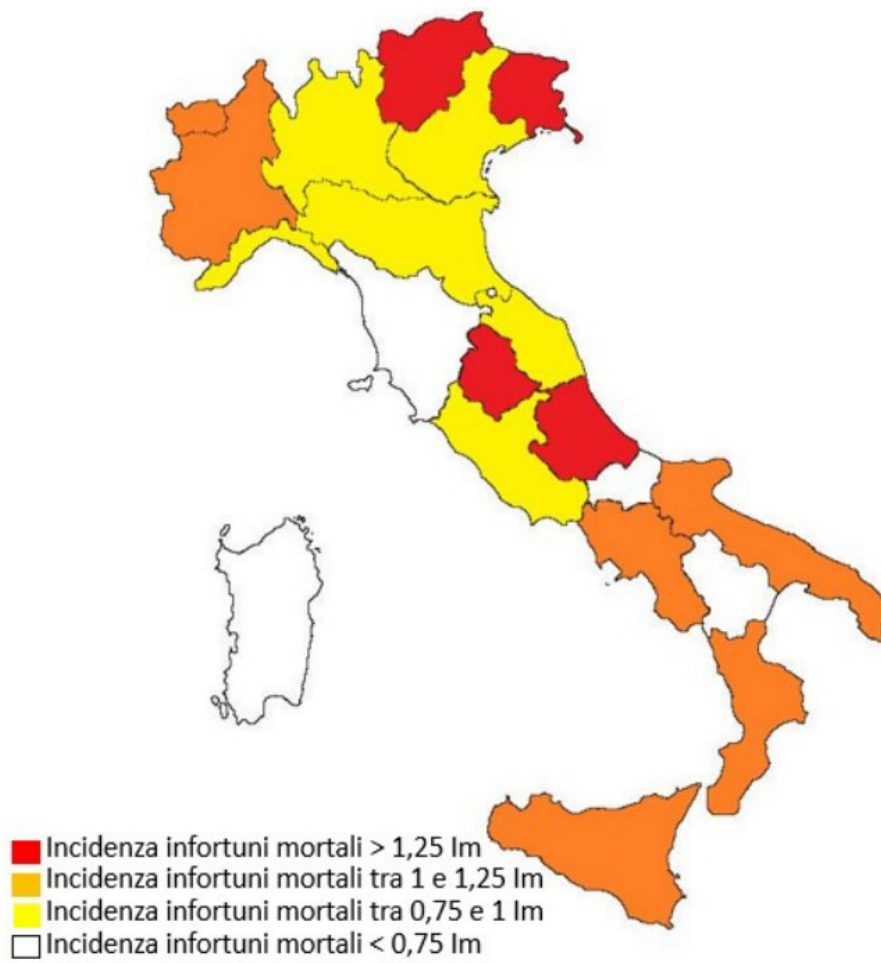 Incidenza infortuni mortali > 1,25 Im
Incidenza infortuni mortali tra 1 e 1,25 Im
Incidenza infortuni mortali tra 0,75 e 1 Im
Incidenza infortuni mortali < 0,75 Im